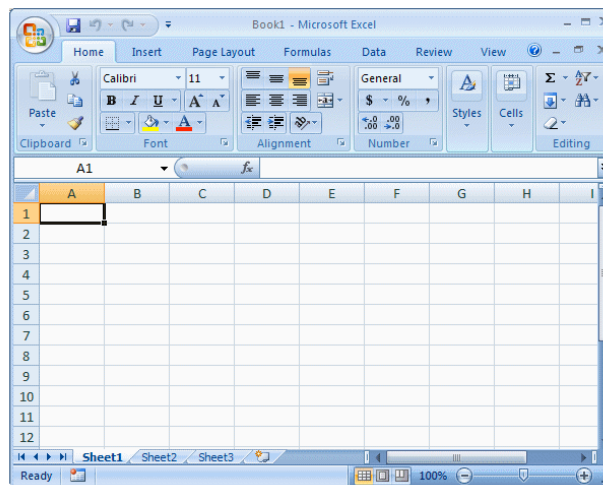 Book1 - Microsoft Excel
Home Insert Page Layout Formulas Data Review View
Calibri 11 General Σ
Paste B I U A A $ % , Styles Cells
A .00 .00
Clipboard Font Alignment Number Editing
A1 fx
A B C D E F G H I
1
2
3
4
5
6
7
8
9
10
11
12
Sheet1 Sheet2 Sheet3
Ready 100%